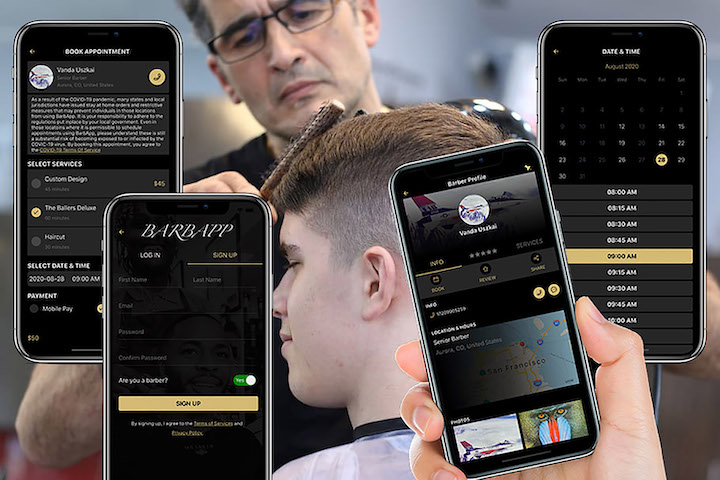 BOOK APPOINTMENT
Vanda Uszkai
Senior Barber
Aurora, CO, United States
As a result of the COVID-19 pandemic, many states and local
jurisdictions have issued stay at home orders and restrictive
measures that may prevent individuals in those locations
from using BarbApp. It is your responsibility to adhere to the
regulations put in place by your local government. Even in
those locations where it is permissible to schedule
appointments using BarbApp, please understand there is still
a substantial risk of becoming exposed to or infected by the
COVID-19 virus. By booking this appointment, you agree to
the COVID-19 Terms Of Service
SELECT SERVICES
Custom Design
45 minutes
$45
The Ballers Deluxe
Haircut
SELECT DATE & TIME
2020-08-28 09:00 AM
PAYMENT
Mobile Pay
$50
BARBAPP
LOG IN
SIGN UP
First Name
Last Name
Email
Password
Confirm Password
Are you a barber?
Yes
SIGN UP
By signing up, I agree to the Terms of Services and
Privacy Policy
Barber Profile
Vanda Uszkai
INFO
SERVICES
BOOK
REVIEW
SHARE
INFO
LOCATION & HOURS
Senior Barber
Aurora, CO, United States
San Francisco
PHOTOS
DATE & TIME
August 2020
Sun Mon Tue Wed Thu Fri Sat
1
2 3 4 5 6 7 8
9 10 11 12 13 14 15
16 17 18 19 20 21 22
23 24 25 26 27 28 29
30 31
08:00 AM
08:15 AM
08:30 AM
08:45 AM
09:00 AM
09:15 AM
09:30 AM
09:45 AM
10:00 AM